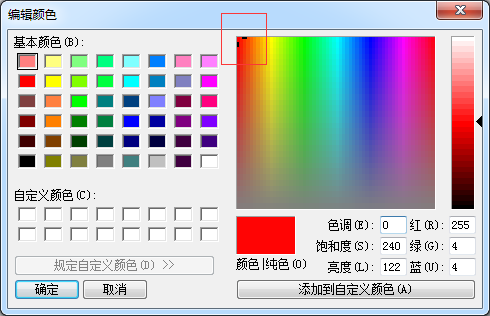 编辑颜色
基本颜色(B):
自定义颜色(C):
规定自定义颜色(D) >>
确定 取消
颜色|纯色(O)
色调(E): 0 红(R): 255
饱和度(S): 240 绿(G): 4
亮度(L): 122 蓝(U): 4
添加到自定义颜色(A)